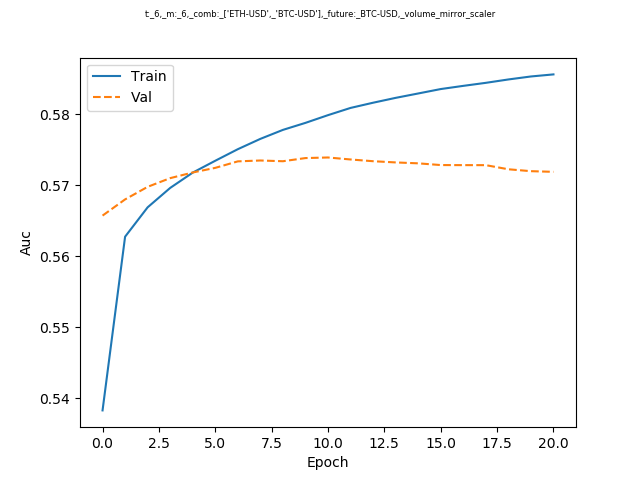 t:_6,_m:_6,_comb:_['ETH-USD',_'BTC-USD'],_future:_BTC-USD,_volume_mirror_scaler
Train
Val
Auc
0.58
0.57
0.56
0.55
0.54
0.0 2.5 5.0 7.5 10.0 12.5 15.0 17.5 20.0
Epoch